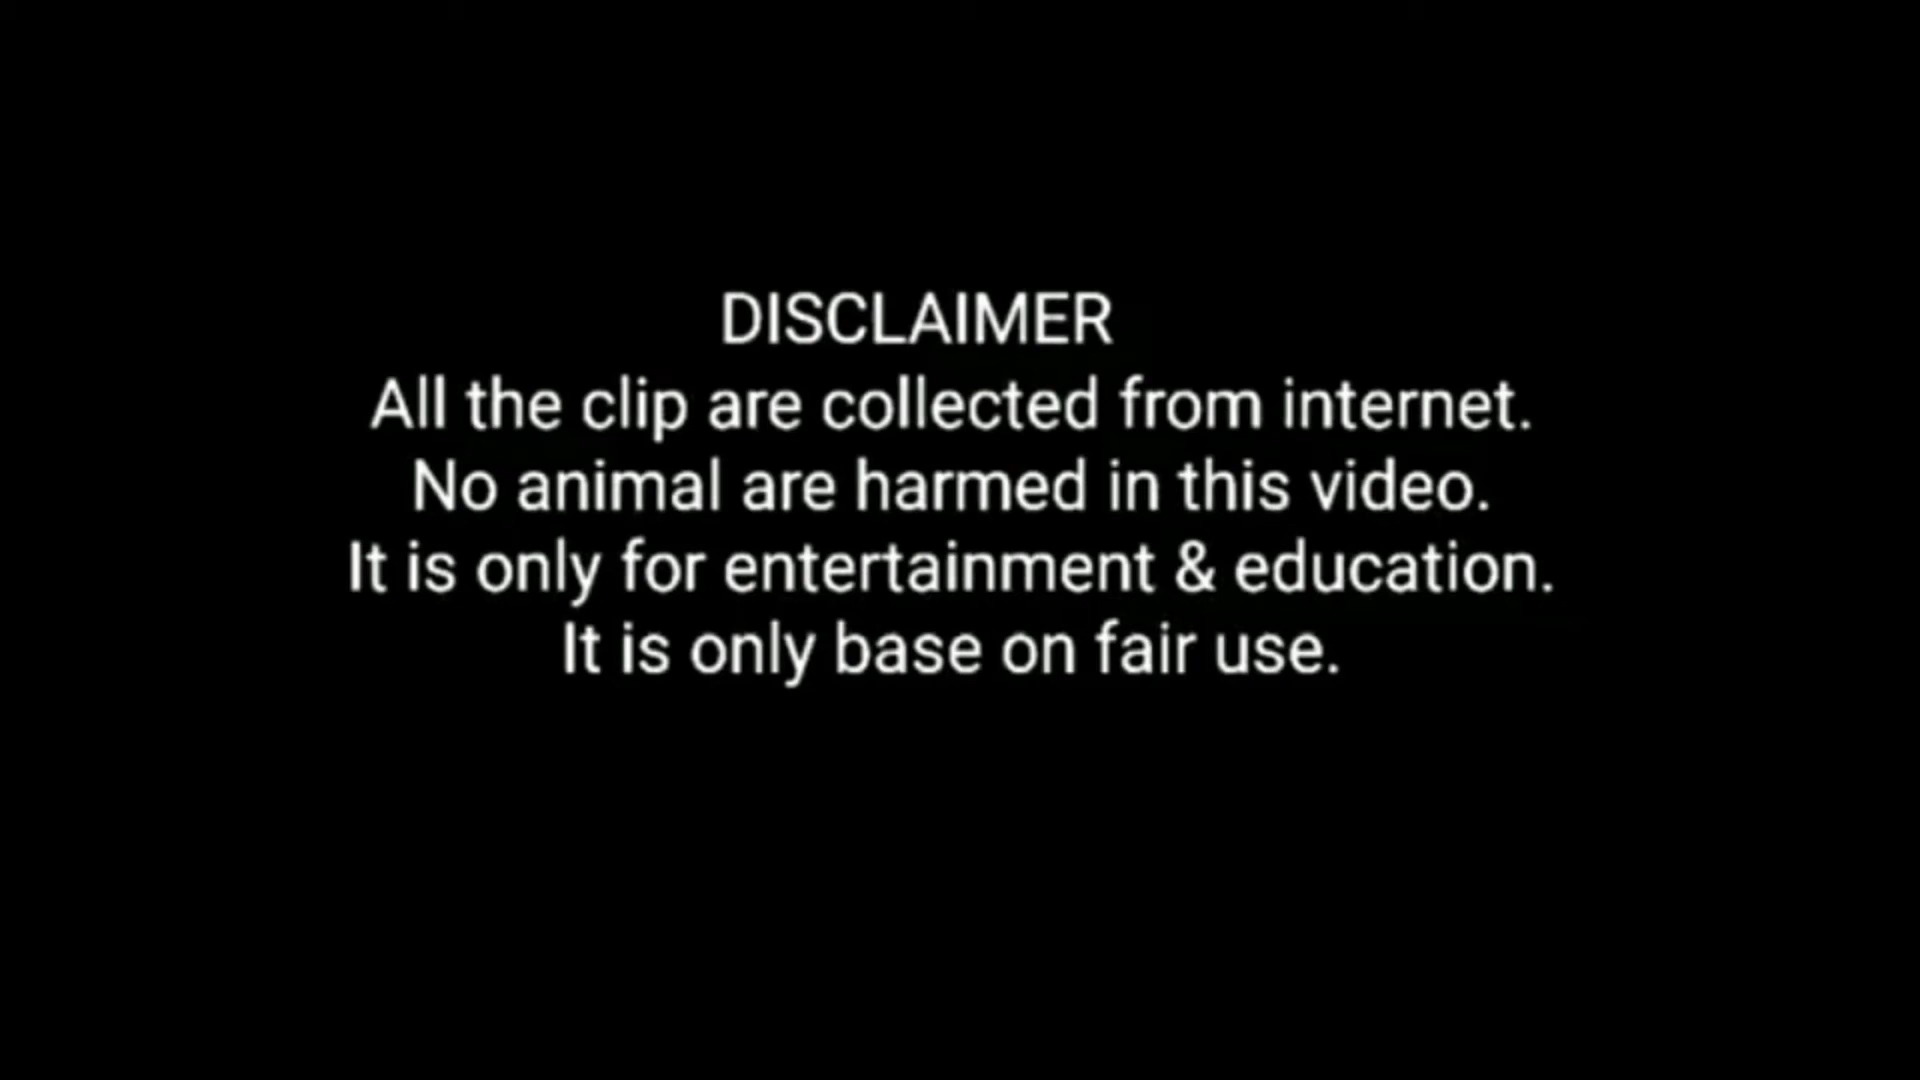 DISCLAIMER
All the clip are collected from internet.
No animal are harmed in this video.
It is only for entertainment & education.
It is only base on fair use.